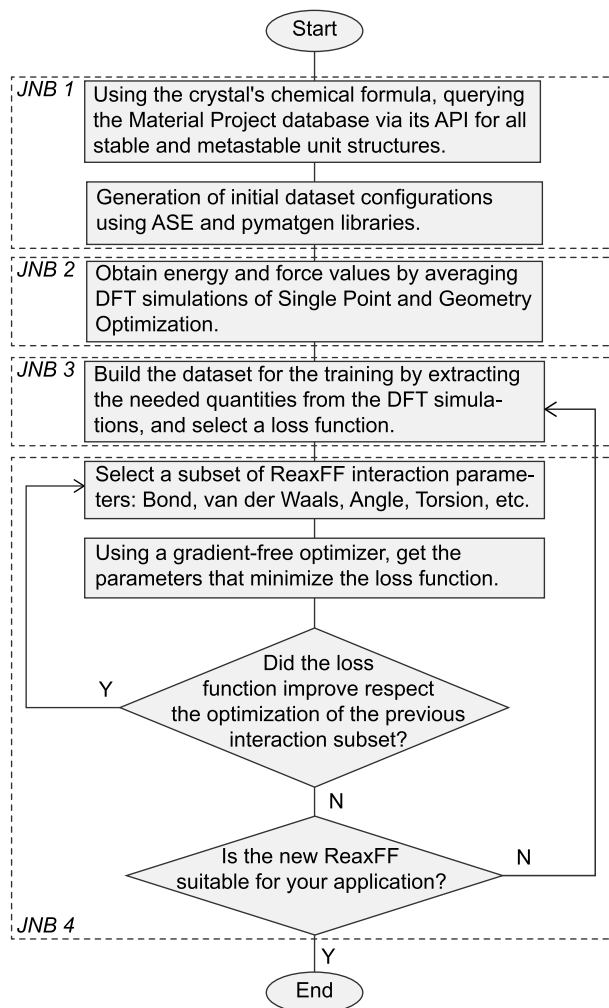 Start
JNB 1
Using the crystal's chemical formula, querying
the Material Project database via its API for all
stable and metastable unit structures.
Generation of initial dataset configurations
using ASE and pymatgen libraries.
JNB 2
Obtain energy and force values by averaging
DFT simulations of Single Point and Geometry
Optimization.
JNB 3
Build the dataset for the training by extracting
the needed quantities from the DFT simula-
tions, and select a loss function.
Select a subset of ReaxFF interaction parame-
ters: Bond, van der Waals, Angle, Torsion, etc.
Using a gradient-free optimizer, get the
parameters that minimize the loss function.
Did the loss
function improve respect
the optimization of the previous
interaction subset?
Y
N
Is the new ReaxFF
suitable for your application?
N
JNB 4
Y
End